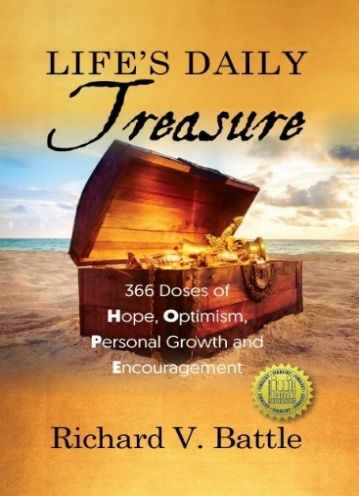 LIFE'S DAILY
Treasure
366 Doses of
Hope, Optimism,
Personal Growth and
Encouragement
Richard V. Battle